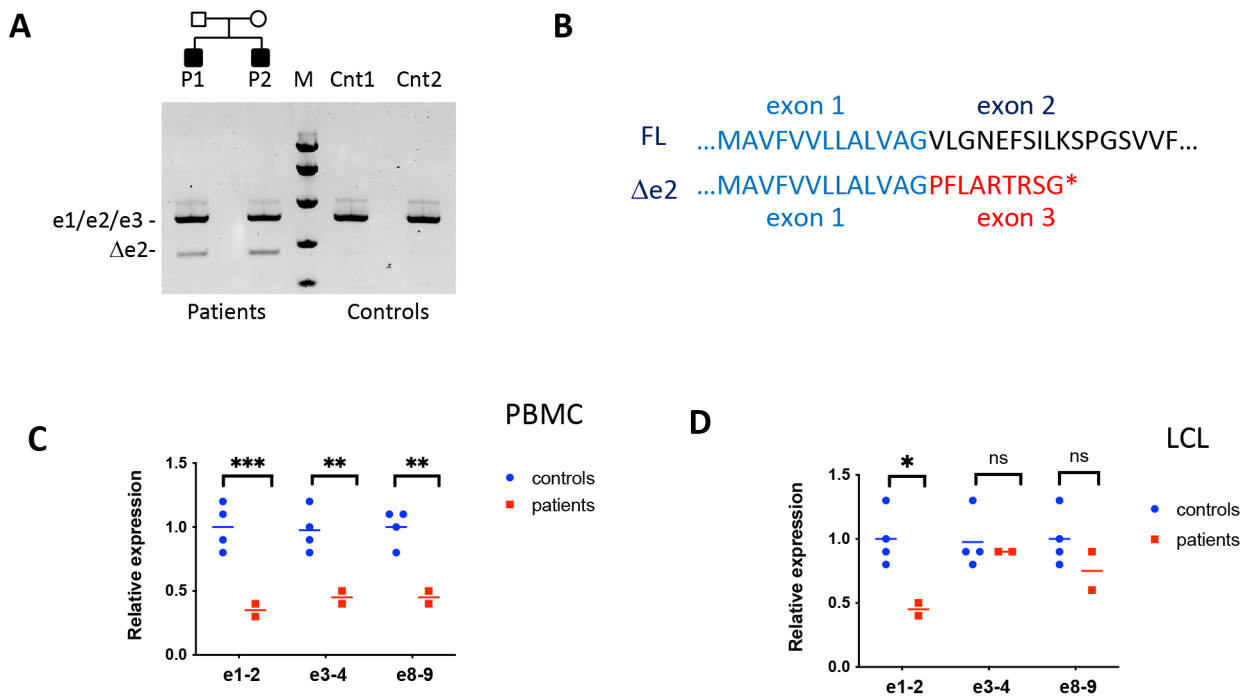 A
P1 P2 M Cnt1 Cnt2
e1/e2/e3 -
Δe2-
Patients Controls
B
exon 1 exon 2
FL ...MAVFVVLLALVAGVLGNEFSILKSPGSVVF...
Δe2 ...MAVFVVLLALVAGPFLARTRSG*
exon 1 exon 3
C
PBMC
Relative expression
1.5
1.0
0.5
0.0
*** ** **
controls
patients
e1-2 e3-4 e8-9
D
LCL
Relative expression
1.5
1.0
0.5
0.0
* ns ns
controls
patients
e1-2 e3-4 e8-9